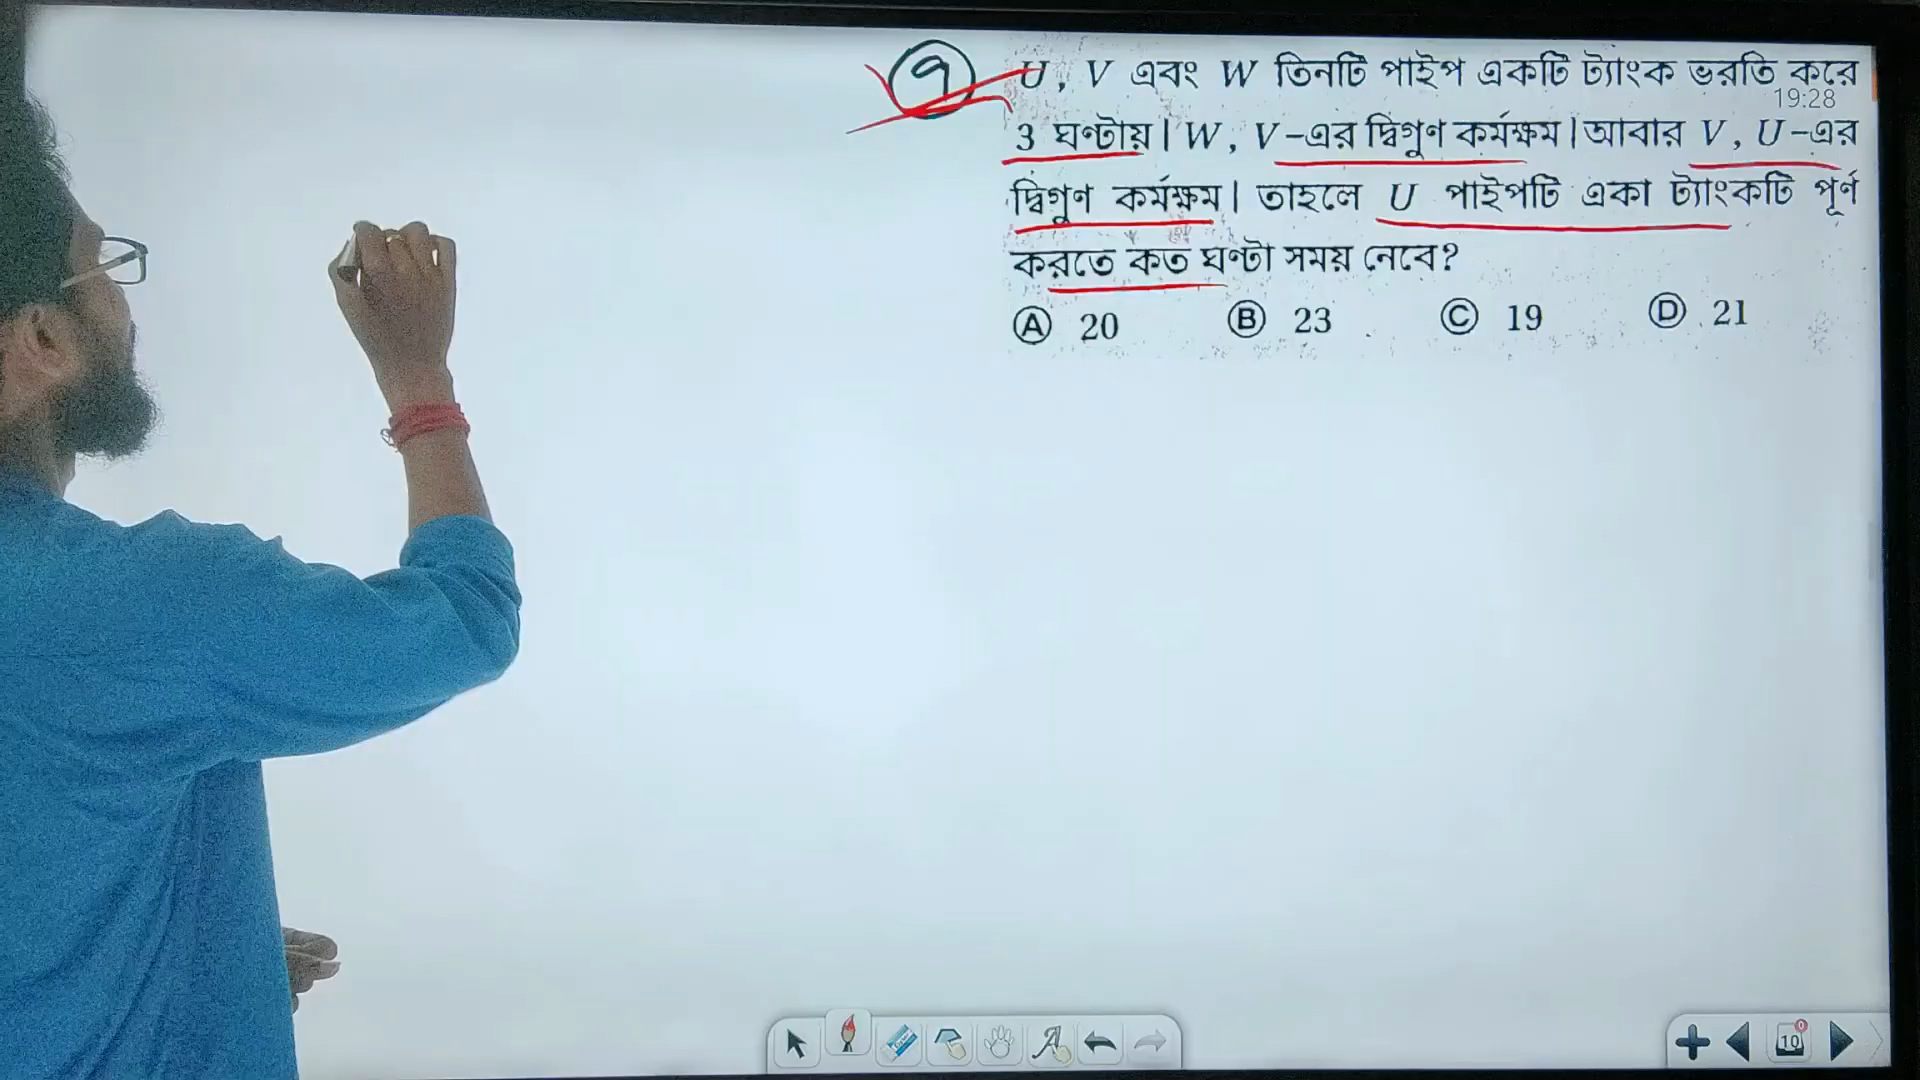 ৭ U, V এবং W তিনটি পাইপ একটি ট্যাংক ভরতি করে
19:28
3 ঘণ্টায়। W, V-এর দ্বিগুণ কর্মক্ষম। আবার V, U-এর
দ্বিগুণ কর্মক্ষম। তাহলে U পাইপটি একা ট্যাংকটি পূর্ণ
করতে কত ঘণ্টা সময় নেবে?
Ⓐ 20 Ⓑ 23 Ⓒ 19 Ⓓ 21
A 10 0